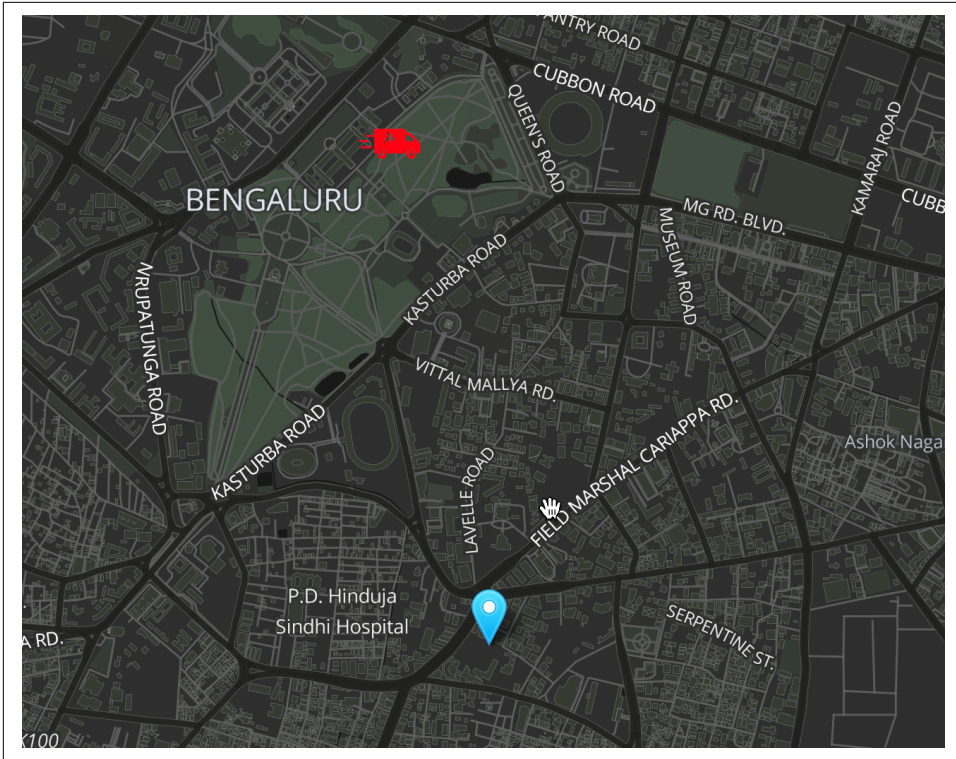 PANTRY ROAD
CUBBON ROAD
QUEEN'S ROAD
KAMARAJ ROAD
BENGALURU
CUBB
MG RD. BLVD.
MUSEUM ROAD
KASTURBA ROAD
NRUPATUNGA ROAD
VITTAL MALLYA RD.
KASTURBA ROAD
FIELD MARSHAL CARIAPPA RD.
Ashok Naga
LAVELLE ROAD
P.D. Hinduja
Sindhi Hospital
SERPENTINE ST.
A RD.
K100